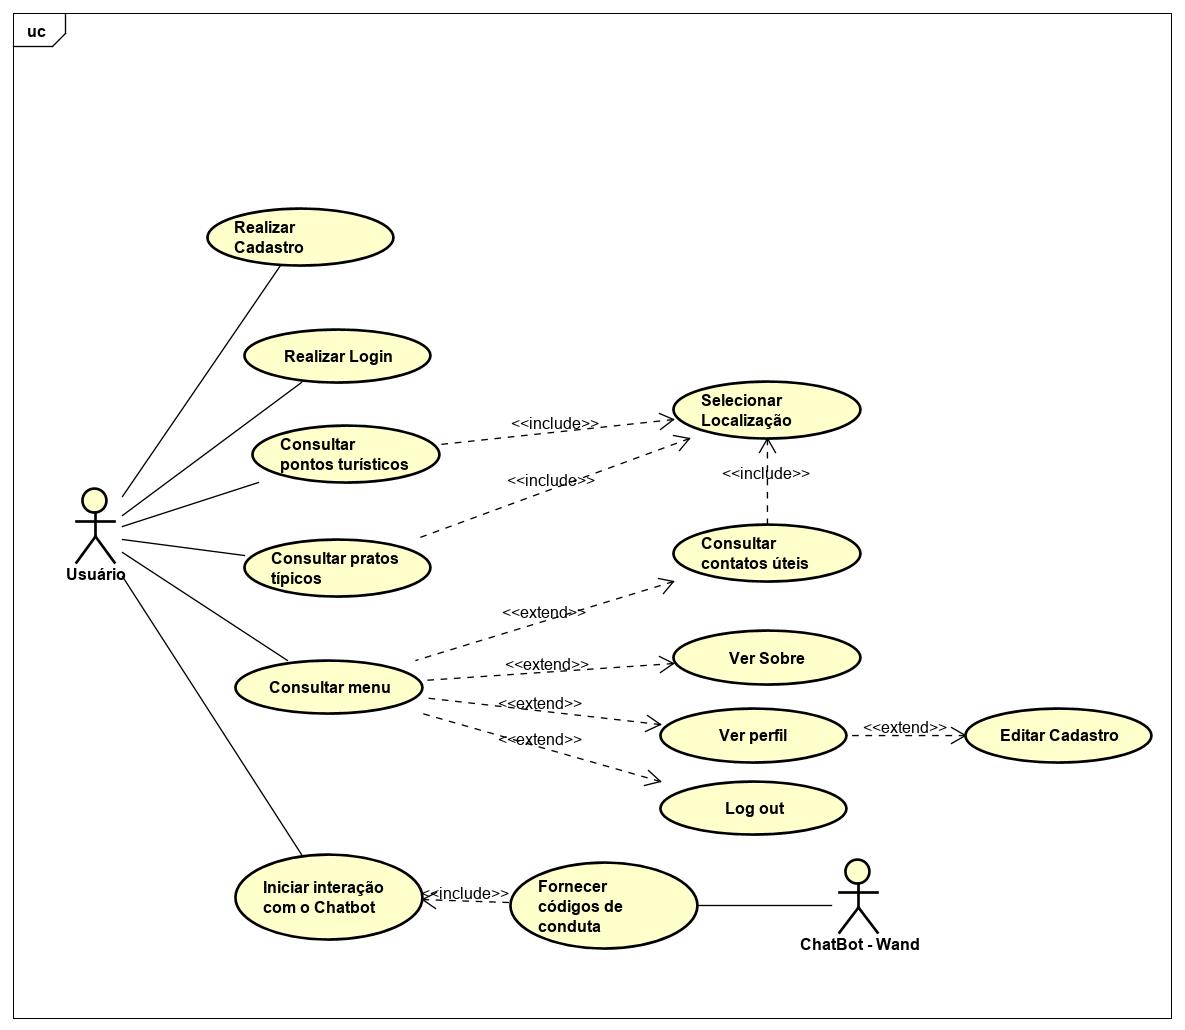 uc
Realizar
Cadastro
Realizar Login
Consultar
pontos turísticos
<<include>>
Selecionar
Localização
<<include>>
<<include>>
Usuário
Consultar pratos
típicos
Consultar
contatos úteis
<<extend>>
Consultar menu
<<extend>>
Ver Sobre
<<extend>>
Ver perfil
<<extend>>
Editar Cadastro
<<extend>>
Log out
Iniciar interação
com o Chatbot
<<include>>
Fornecer
códigos de
conduta
ChatBot - Wand